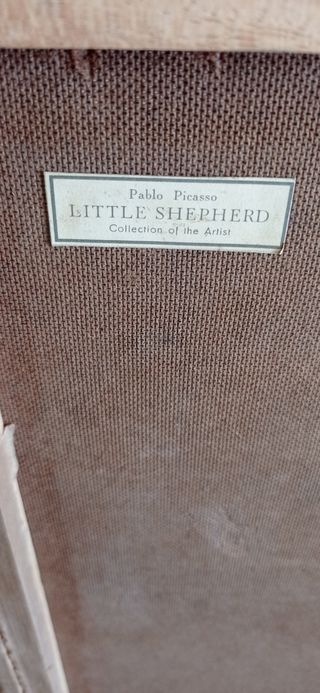 Pablo Picasso
LITTLE SHEPHERD
Collection of the Artist